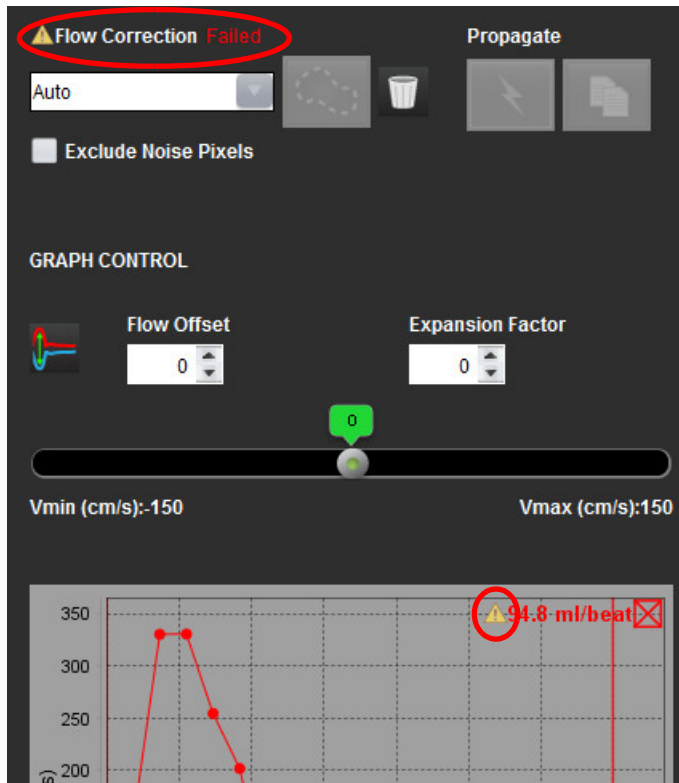 Flow Correction Failed
Propagate
Auto
Exclude Noise Pixels
GRAPH CONTROL
Flow Offset
Expansion Factor
0
0
0
Vmin (cm/s):-150
Vmax (cm/s):150
94.8 ml/beat
350
300
250
200